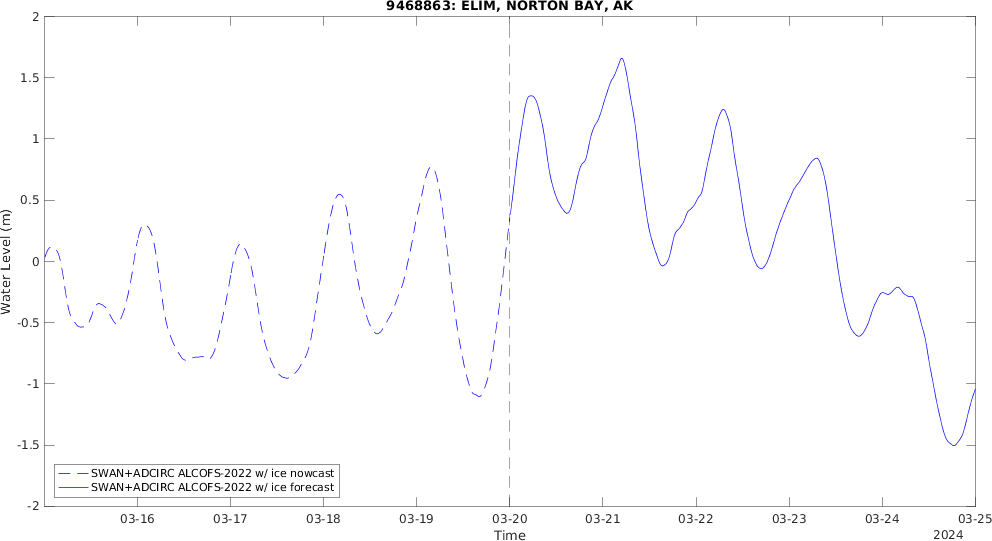 9468863: ELIM, NORTON BAY, AK
2
1.5
1
0.5
0
-0.5
-1
-1.5
-2
Water Level (m)
SWAN+ADCIRC ALCOFS-2022 w/ ice nowcast
SWAN+ADCIRC ALCOFS-2022 w/ ice forecast
03-16 03-17 03-18 03-19 03-20 03-21 03-22 03-23 03-24 03-25
Time
2024